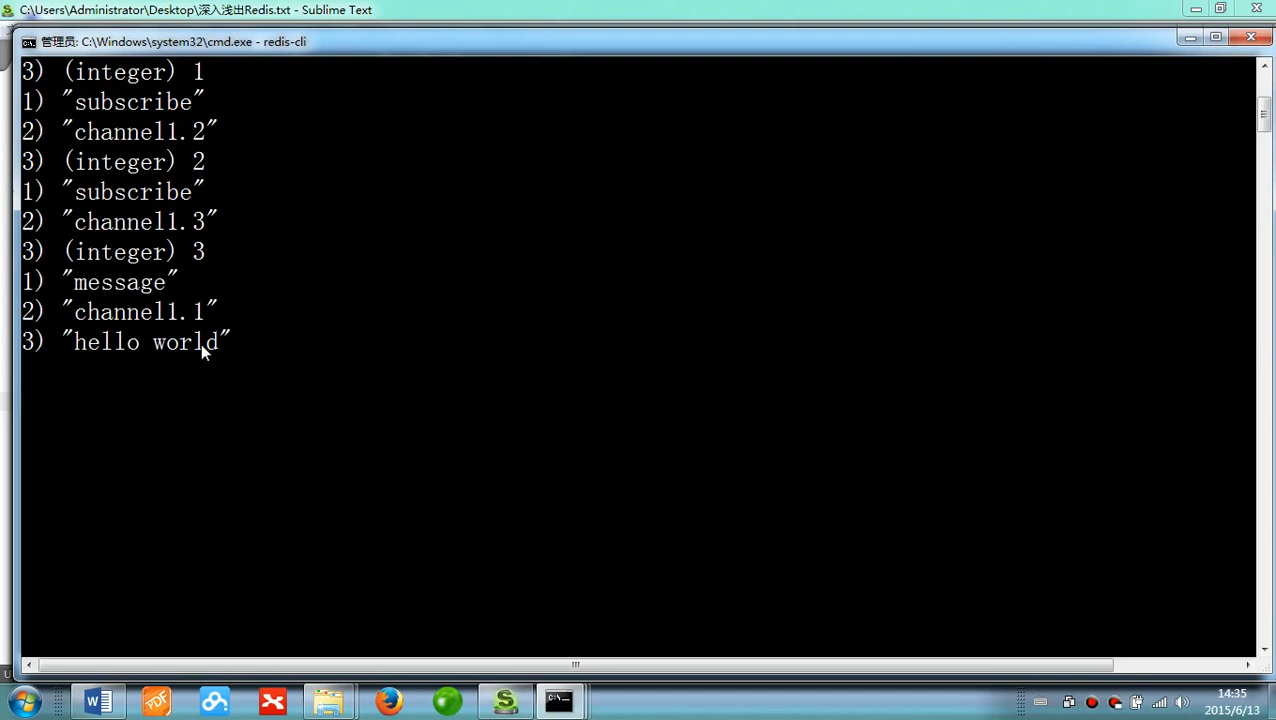 C:\Users\Administrator\Desktop\深入浅出Redis.txt - Sublime Text
管理员: C:\Windows\system32\cmd.exe - redis-cli
3) (integer) 1
1) "subscribe"
2) "channel1.2"
3) (integer) 2
1) "subscribe"
2) "channel1.3"
3) (integer) 3
1) "message"
2) "channel1.1"
3) "hello world"
14:35
2015/6/13